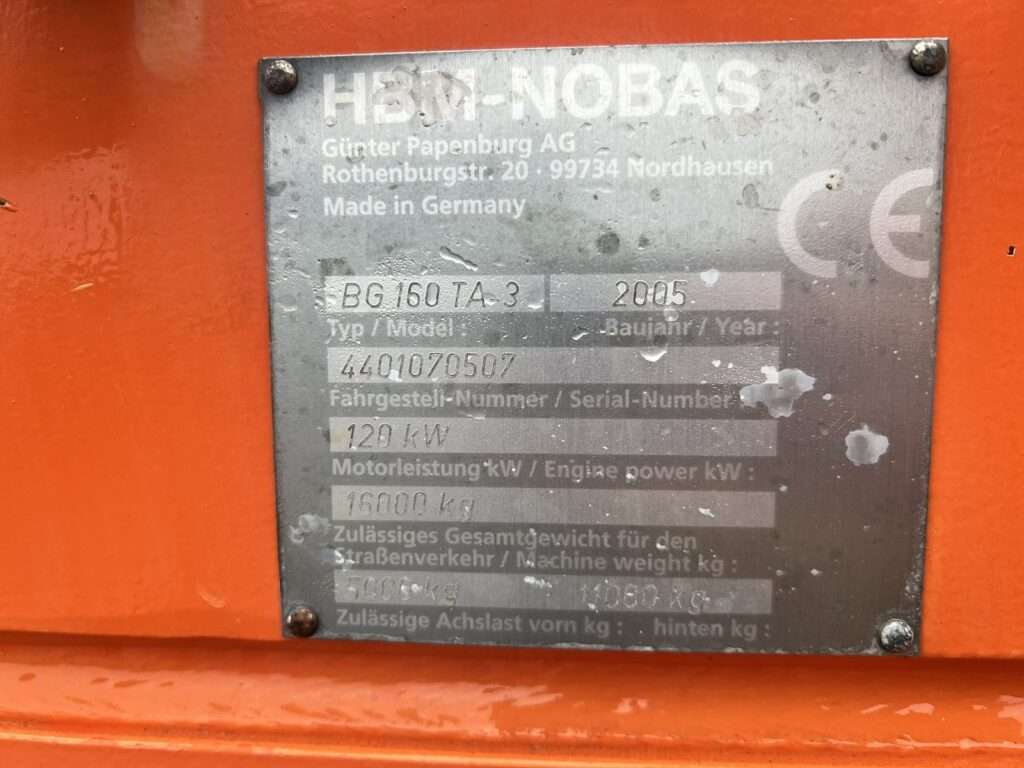 HBM-NOBAS
Günter Papenburg AG
Rothenburgstr. 20 · 99734 Nordhausen
Made in Germany
CE
BG 160 TA-3 2005
Typ / Model : Baujahr / Year :
4401070507
Fahrgestell-Nummer / Serial-Number :
120 kW
Motorleistung kW / Engine power kW :
16000 kg
Zulässiges Gesamtgewicht für den
Straßenverkehr / Machine weight kg :
kg
Zulässige Achslast vorn kg : hinten kg :